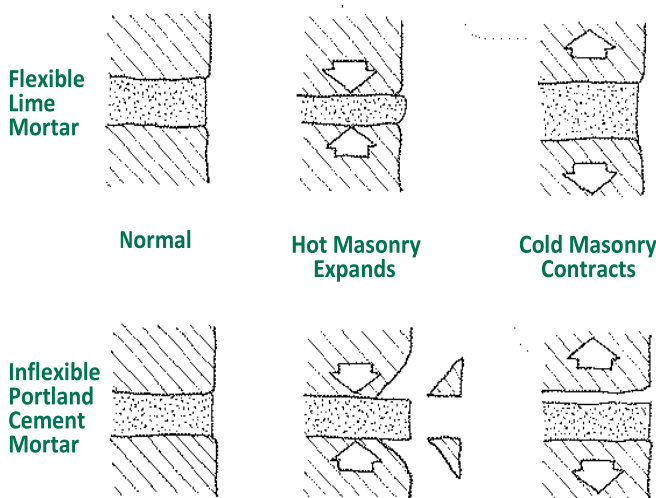 Flexible
Lime
Mortar
Normal
Hot Masonry
Expands
Cold Masonry
Contracts
Inflexible
Portland
Cement
Mortar